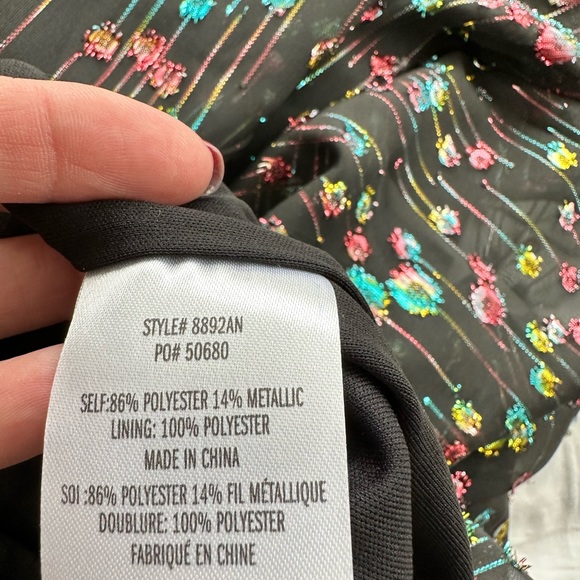 STYLE# 8892AN
PO# 50680
SELF:86% POLYESTER 14% METALLIC
LINING: 100% POLYESTER
MADE IN CHINA
SOI :86% POLYESTER 14% FIL MÉTALLIQUE
DOUBLURE: 100% POLYESTER
FABRIQUÉ EN CHINE